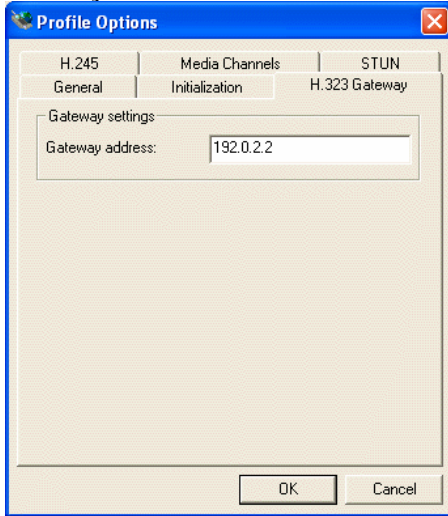 Profile Options
H.245 Media Channels STUN
General Initialization H.323 Gateway
Gateway settings
Gateway address: 192.0.2.2
OK Cancel